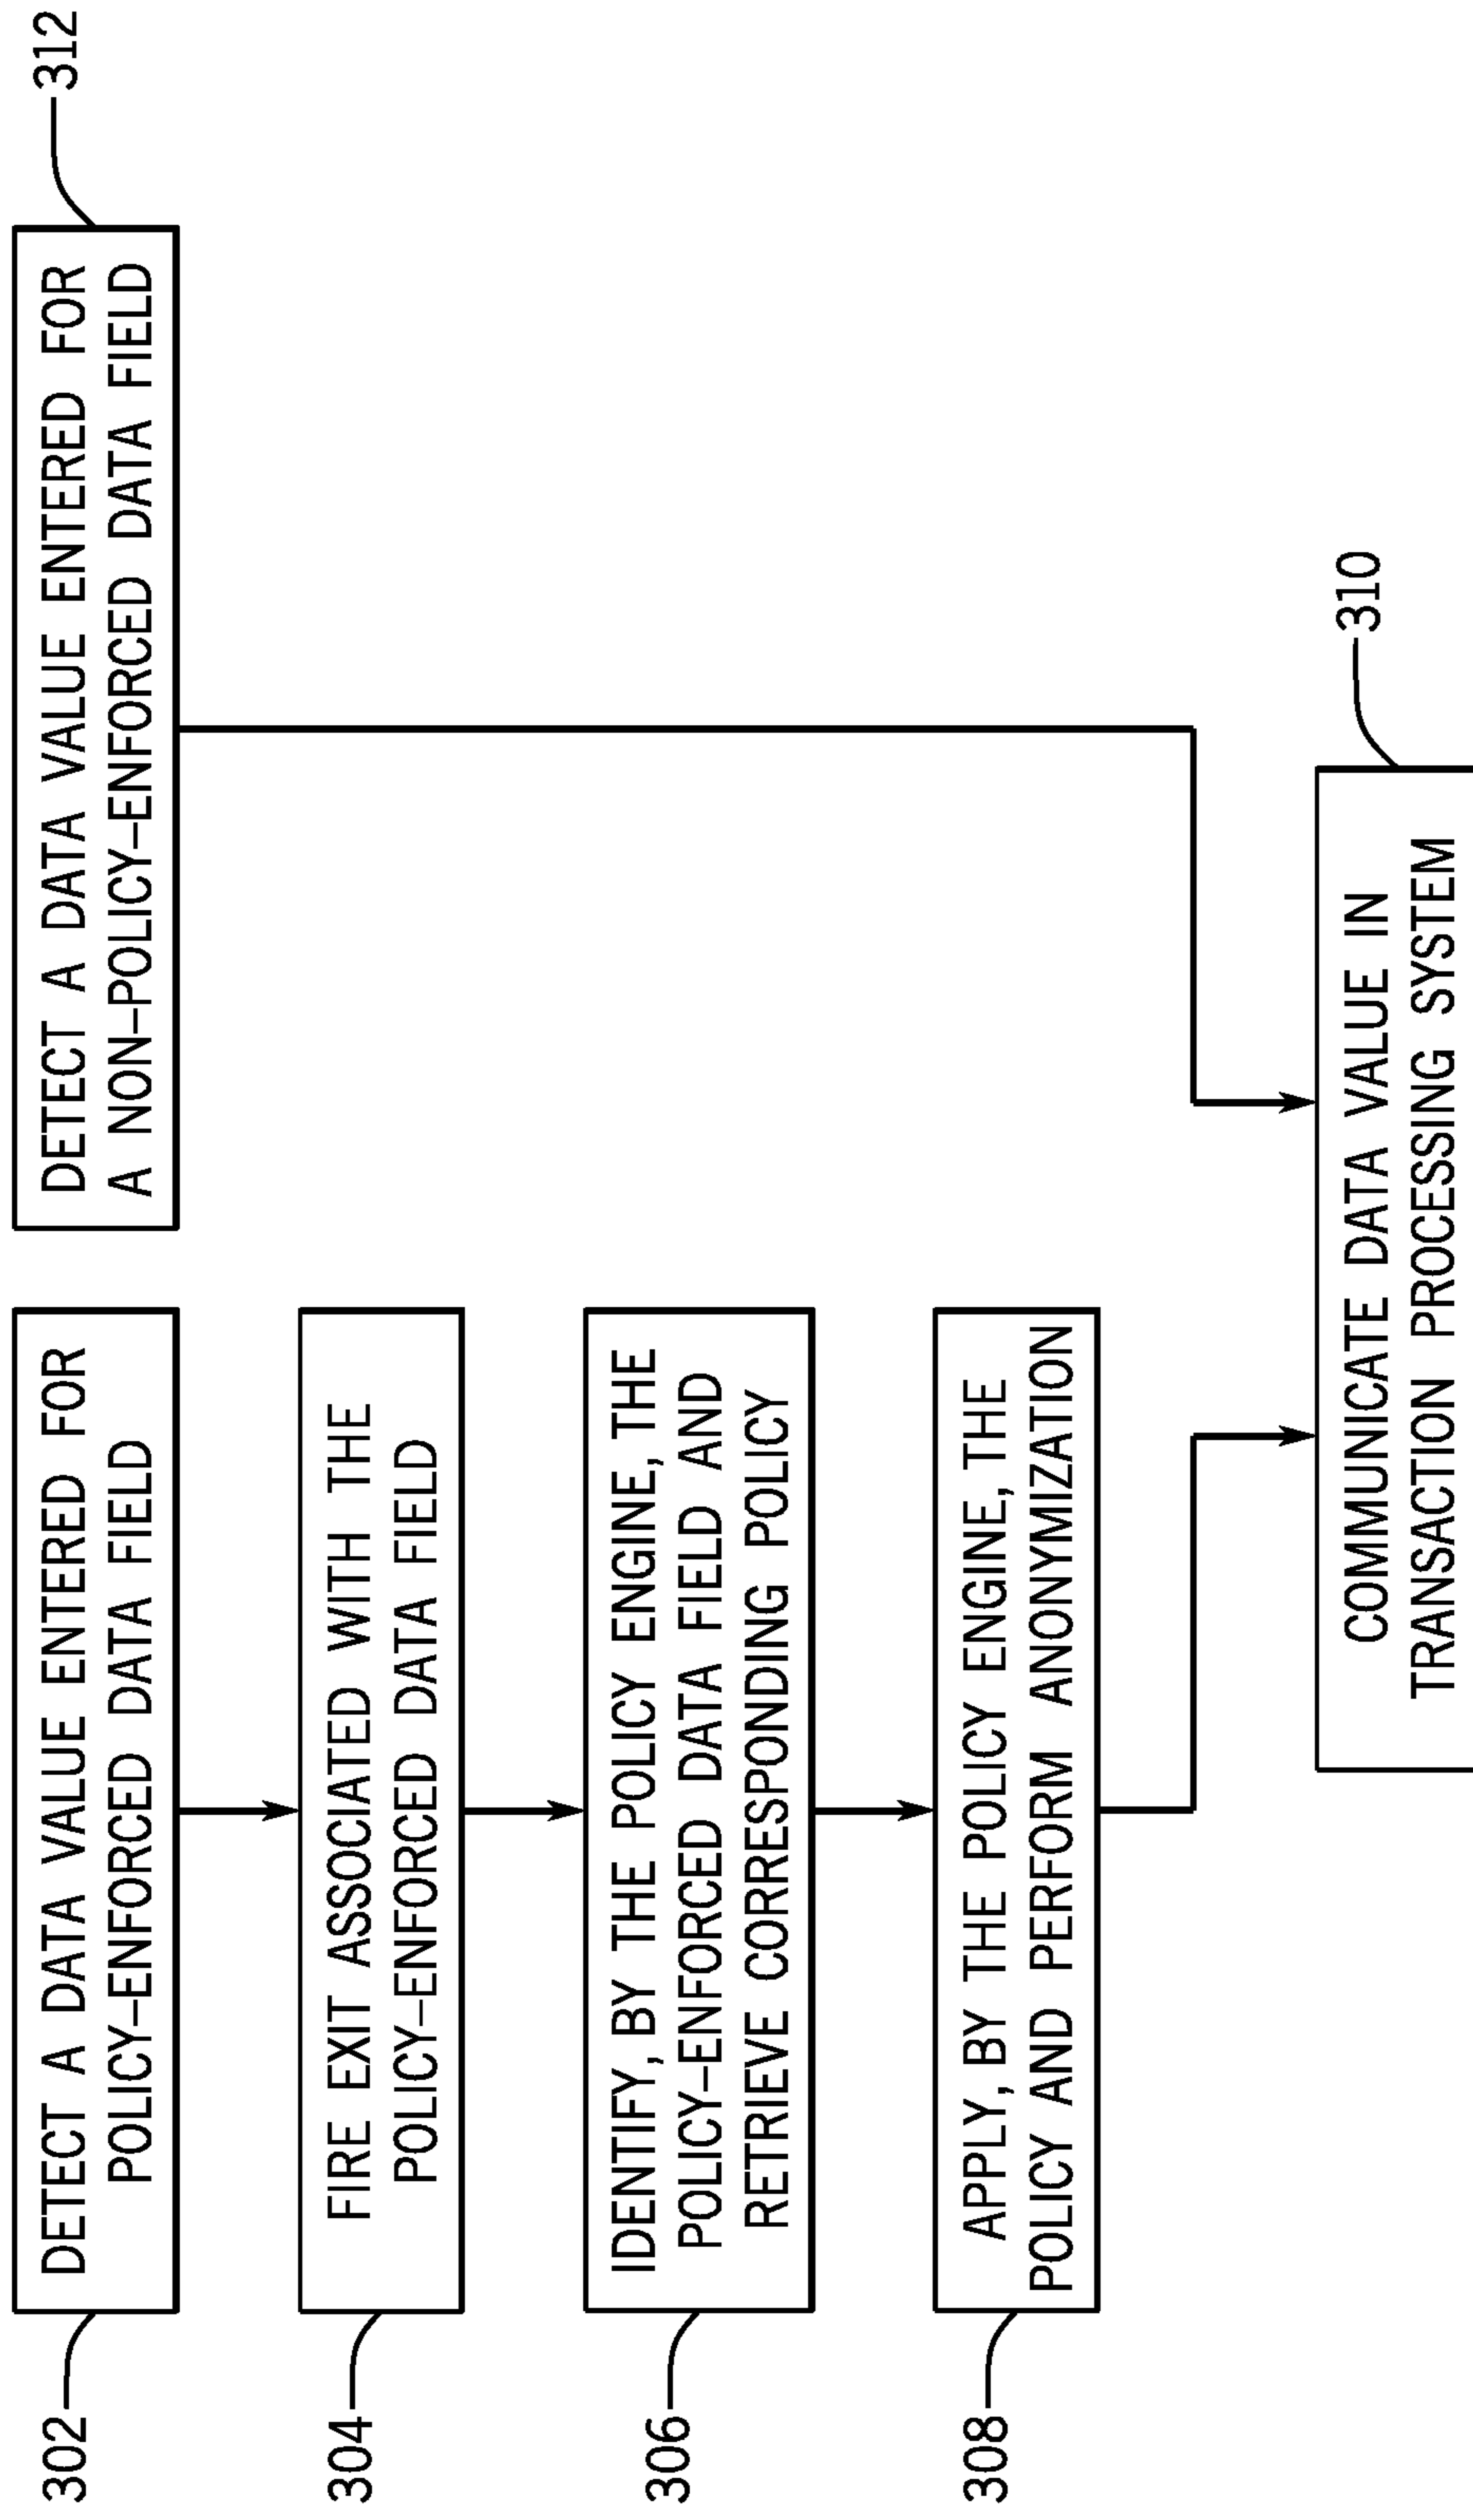 302
DETECT A DATA VALUE ENTERED FOR
POLICY-ENFORCED DATA FIELD
304
FIRE EXIT ASSOCIATED WITH THE
POLICY-ENFORCED DATA FIELD
306
IDENTIFY, BY THE POLICY ENGINE, THE
POLICY-ENFORCED DATA FIELD AND
RETRIEVE CORRESPONDING POLICY
308
APPLY, BY THE POLICY ENGINE, THE
POLICY AND PERFORM ANONYMIZATION
312
DETECT A DATA VALUE ENTERED FOR
A NON-POLICY-ENFORCED DATA FIELD
310
COMMUNICATE DATA VALUE IN
TRANSACTION PROCESSING SYSTEM